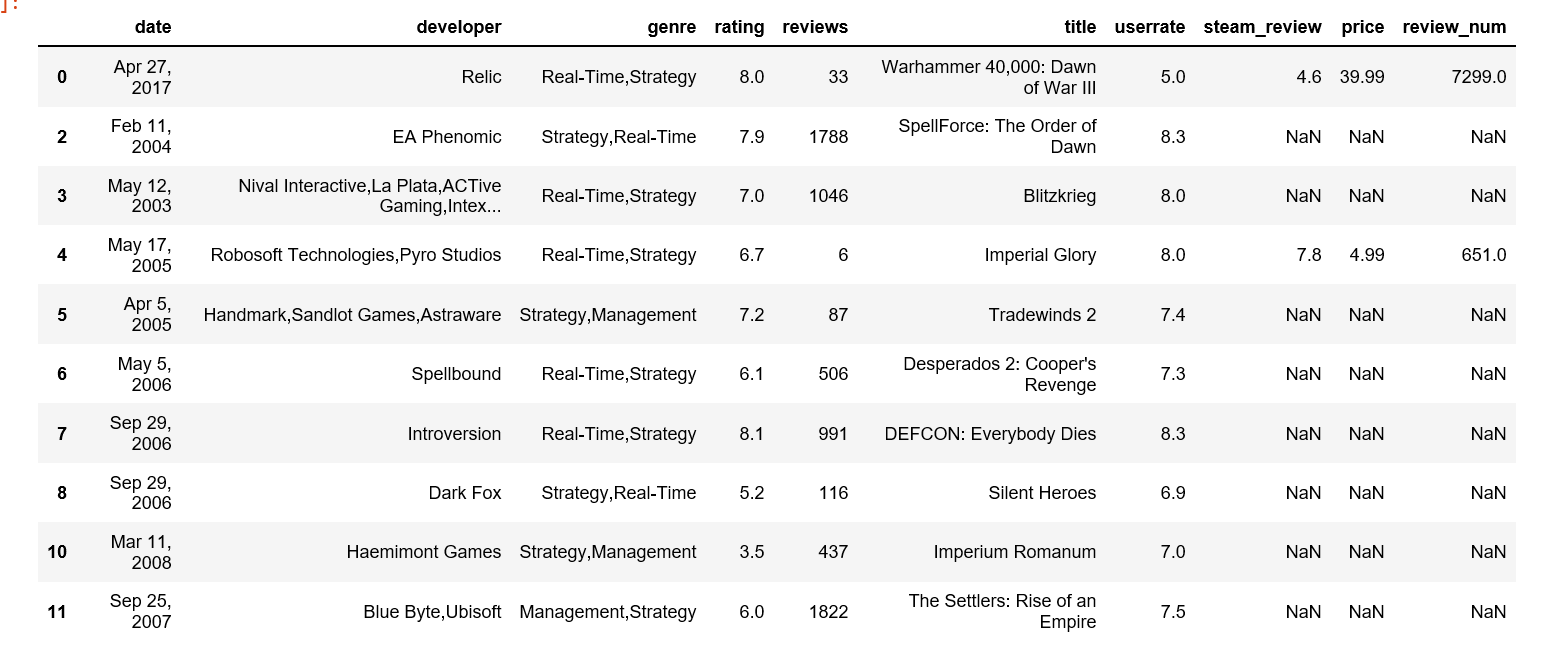 ]:
date developer genre rating reviews title userrate steam_review price review_num
0 Apr 27, 2017 Relic Real-Time,Strategy 8.0 33 Warhammer 40,000: Dawn of War III 5.0 4.6 39.99 7299.0
2 Feb 11, 2004 EA Phenomic Strategy,Real-Time 7.9 1788 SpellForce: The Order of Dawn 8.3 NaN NaN NaN
3 May 12, 2003 Nival Interactive,La Plata,ACTive Gaming,Intex... Real-Time,Strategy 7.0 1046 Blitzkrieg 8.0 NaN NaN NaN
4 May 17, 2005 Robosoft Technologies,Pyro Studios Real-Time,Strategy 6.7 6 Imperial Glory 8.0 7.8 4.99 651.0
5 Apr 5, 2005 Handmark,Sandlot Games,Astraware Strategy,Management 7.2 87 Tradewinds 2 7.4 NaN NaN NaN
6 May 5, 2006 Spellbound Real-Time,Strategy 6.1 506 Desperados 2: Cooper's Revenge 7.3 NaN NaN NaN
7 Sep 29, 2006 Introversion Real-Time,Strategy 8.1 991 DEFCON: Everybody Dies 8.3 NaN NaN NaN
8 Sep 29, 2006 Dark Fox Strategy,Real-Time 5.2 116 Silent Heroes 6.9 NaN NaN NaN
10 Mar 11, 2008 Haemimont Games Strategy,Management 3.5 437 Imperium Romanum 7.0 NaN NaN NaN
11 Sep 25, 2007 Blue Byte,Ubisoft Management,Strategy 6.0 1822 The Settlers: Rise of an Empire 7.5 NaN NaN NaN